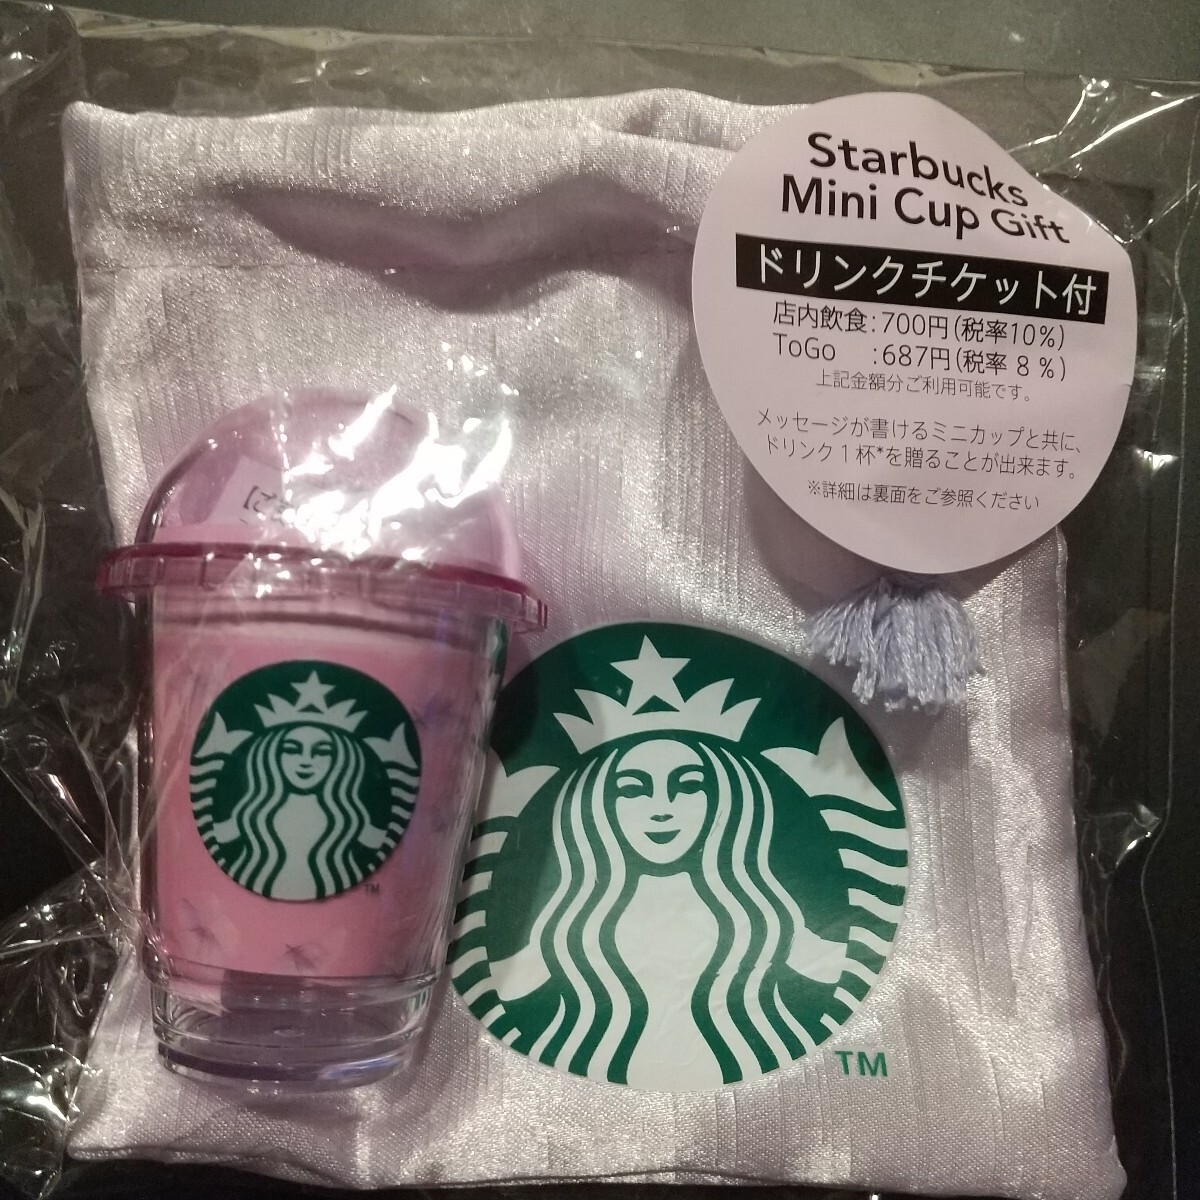 Starbucks
Mini Cup Gift
ドリンクチケット付
店内飲食:700円(税率10%)
ToGo :687円(税率 8 %)
上記金額分ご利用可能です。
メッセージが書けるミニカップと共に、
ドリンク1杯*を贈ることが出来ます。
※詳細は裏面をご参照ください
TM
TM